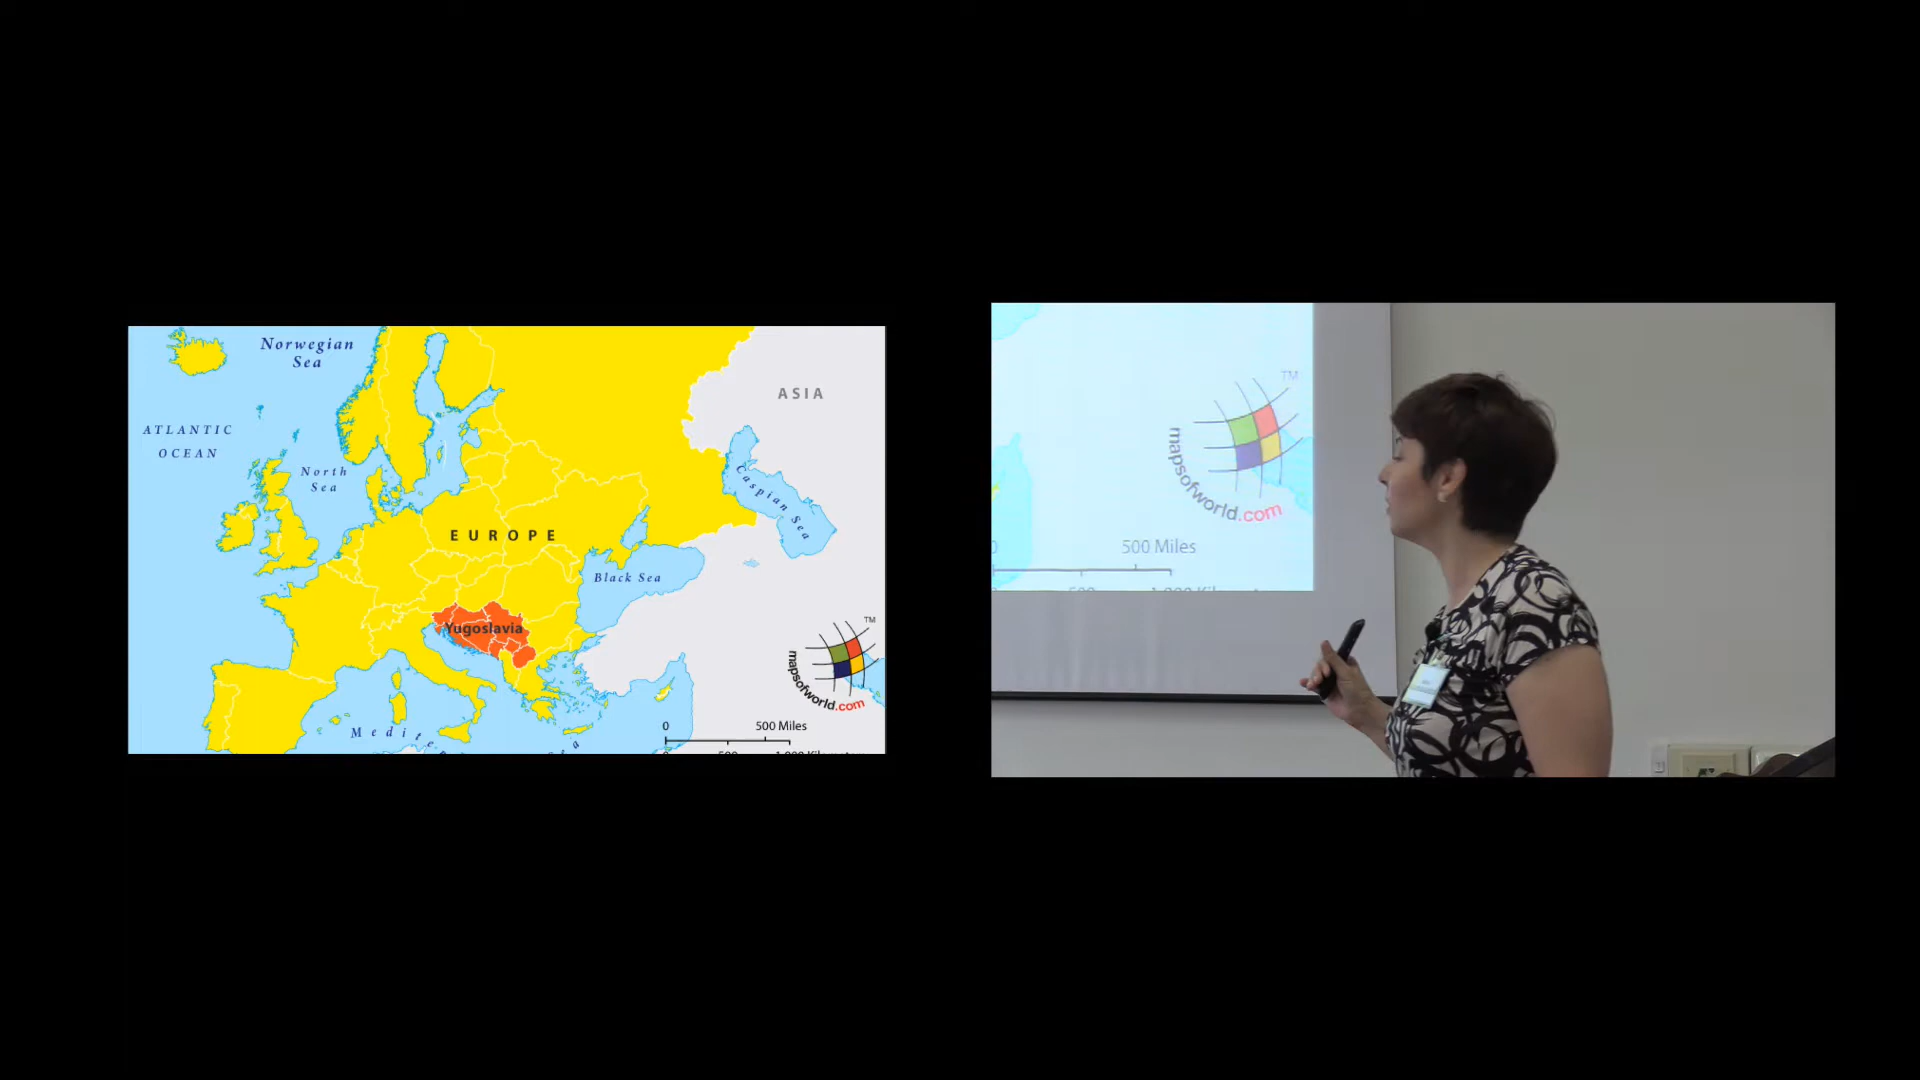 Norwegian
Sea
ATLANTIC
OCEAN
North
Sea
ASIA
Caspian Sea
EUROPE
Black Sea
Yugoslavia
TM
mapsofworld.com
0
500 Miles
TM
mapsofworld.com
500 Miles